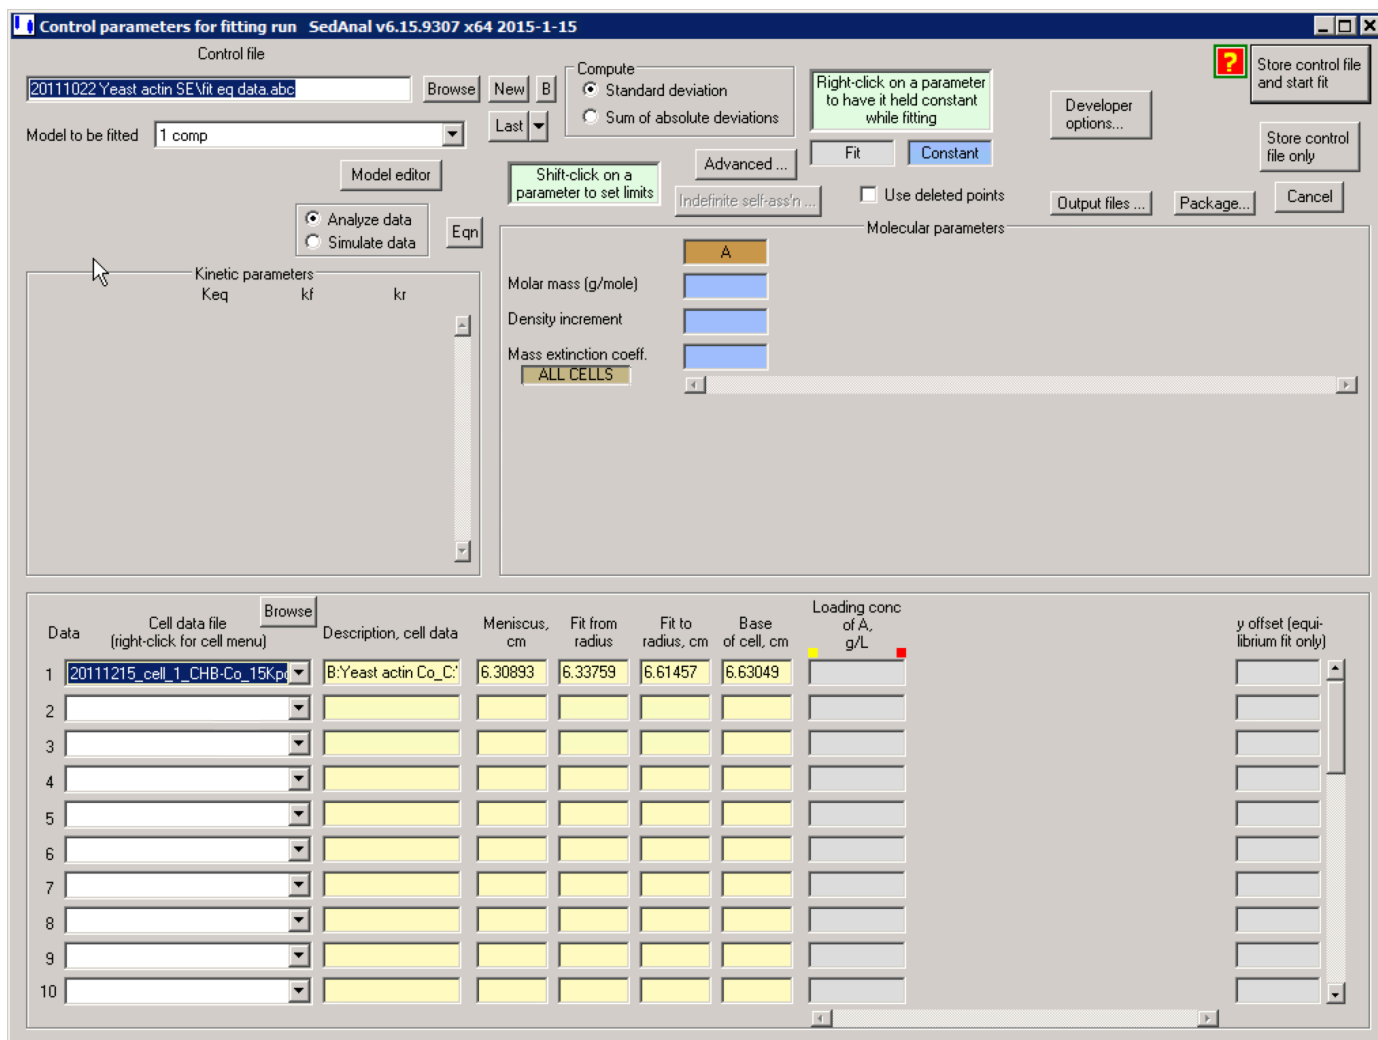 Control parameters for fitting run SedAnal v6.15.9307 x64 2015-1-15
Control file
20111022 Yeast actin SE\fit eq data.abc
Browse
New
B
Last
Model to be fitted
1 comp
Model editor
Compute
Standard deviation
Sum of absolute deviations
Right-click on a parameter
to have it held constant
while fitting
Fit
Constant
Developer
options...
?
Store control file
and start fit
Store control
file only
Cancel
Shift-click on a
parameter to set limits
Advanced ...
Indefinite self-ass'n ...
Use deleted points
Output files ...
Package...
Analyze data
Simulate data
Eqn
Kinetic parameters
Keq kf kr
Molecular parameters
A
Molar mass (g/mole)
Density increment
Mass extinction coeff.
ALL CELLS
Data
Cell data file
(right-click for cell menu)
Browse
Description, cell data
Meniscus,
cm
Fit from
radius
Fit to
radius, cm
Base
of cell, cm
Loading conc
of A,
g/L
y offset (equi-
librium fit only)
1 20111215_cell_1_CHB-Co_15Kp B:Yeast actin Co_C: 6.30893 6.33759 6.61457 6.63049
2
3
4
5
6
7
8
9
10